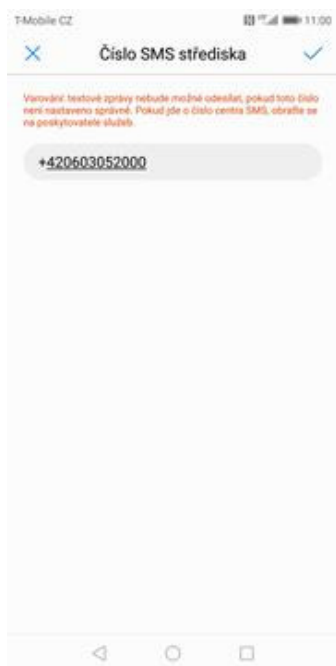 T-Mobile CZ 11:00
Číslo SMS střediska
Varování: textové zprávy nebude možné odesílat, pokud toto číslo
není nastaveno správně. Pokud jde o číslo centra SMS, obraťte se
na poskytovatele služeb.
+420603052000